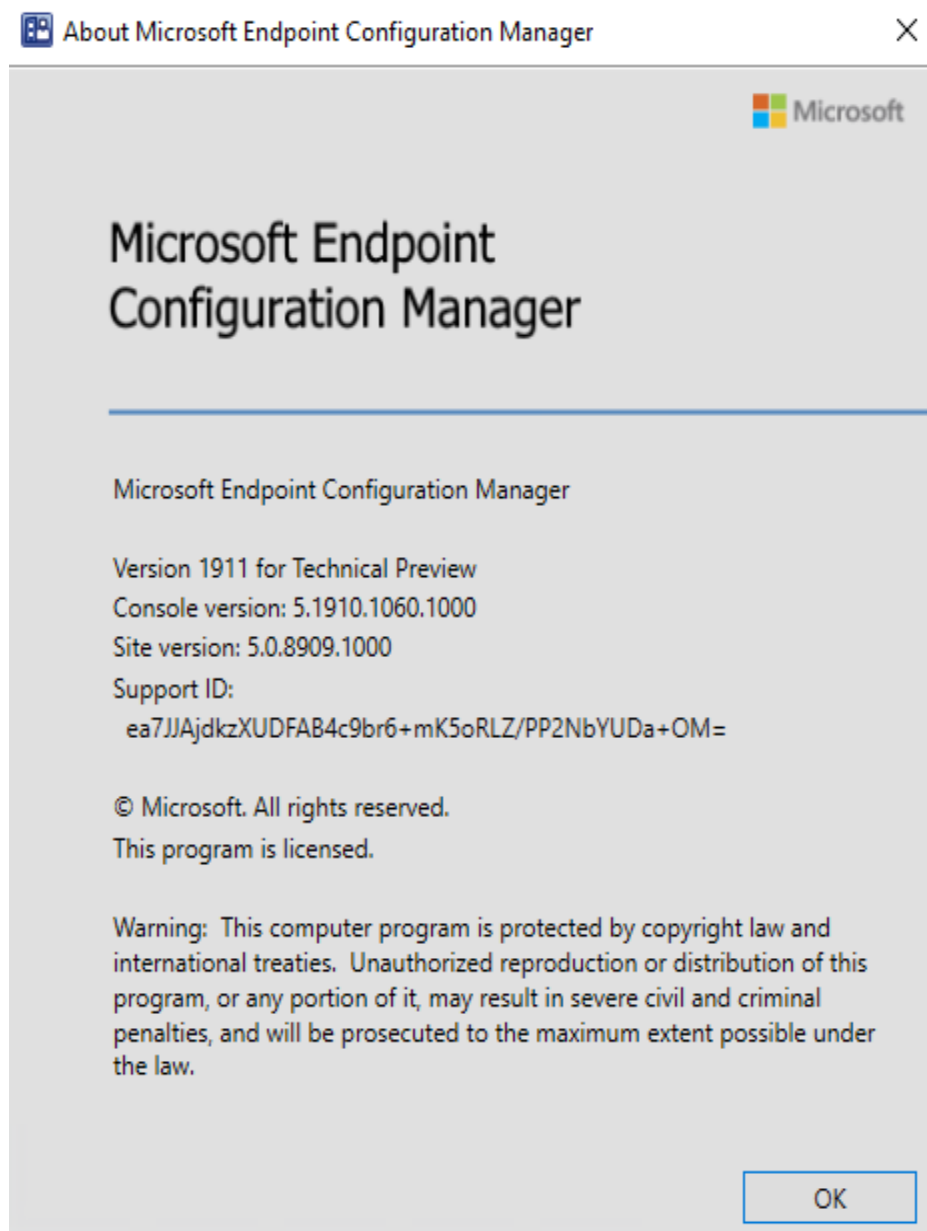 About Microsoft Endpoint Configuration Manager
Microsoft
Microsoft Endpoint
Configuration Manager
Microsoft Endpoint Configuration Manager
Version 1911 for Technical Preview
Console version: 5.1910.1060.1000
Site version: 5.0.8909.1000
Support ID:
ea7JJAjdkzXUDFAB4c9br6+mK5oRLZ/PP2NbYUDa+OM=
© Microsoft. All rights reserved.
This program is licensed.
Warning:  This computer program is protected by copyright law and
international treaties.  Unauthorized reproduction or distribution of this
program, or any portion of it, may result in severe civil and criminal
penalties, and will be prosecuted to the maximum extent possible under
the law.
OK